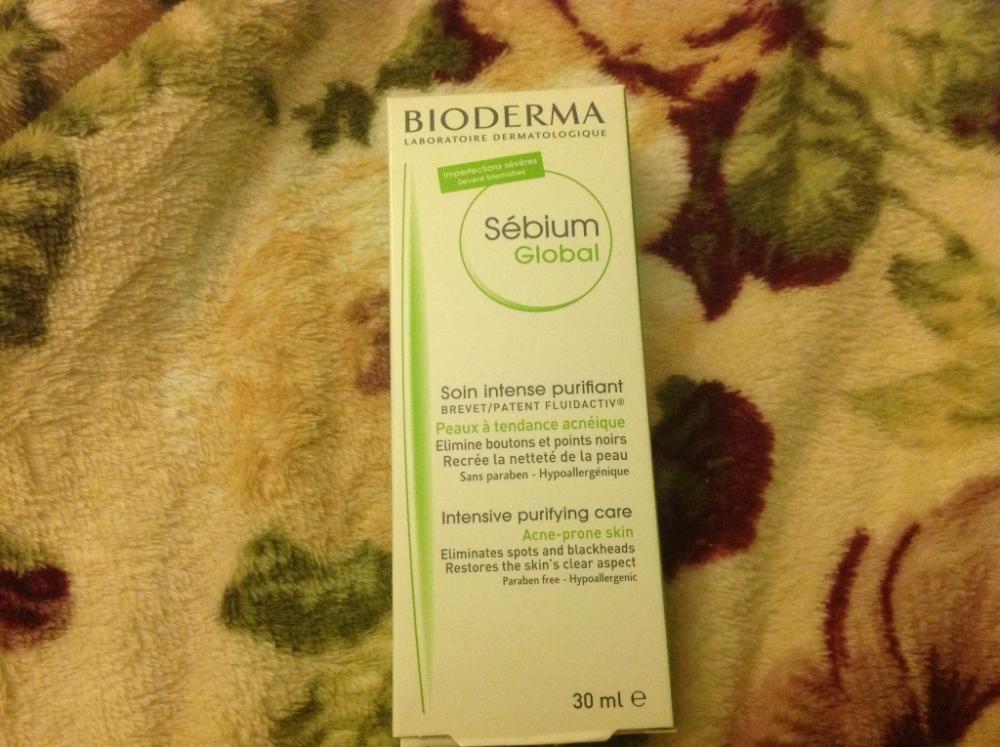 BIODERMA
LABORATOIRE DERMATOLOGIQUE
Imperfections sévères
Severe blemishes
Sébium
Global
Soin intense purifiant
BREVET/PATENT FLUIDACTIV®
Peaux à tendance acnéique
Elimine boutons et points noirs
Recrée la netteté de la peau
Sans paraben - Hypoallergénique
Intensive purifying care
Acne-prone skin
Eliminates spots and blackheads
Restores the skin's clear aspect
Paraben free - Hypoallergenic
30 ml ℮